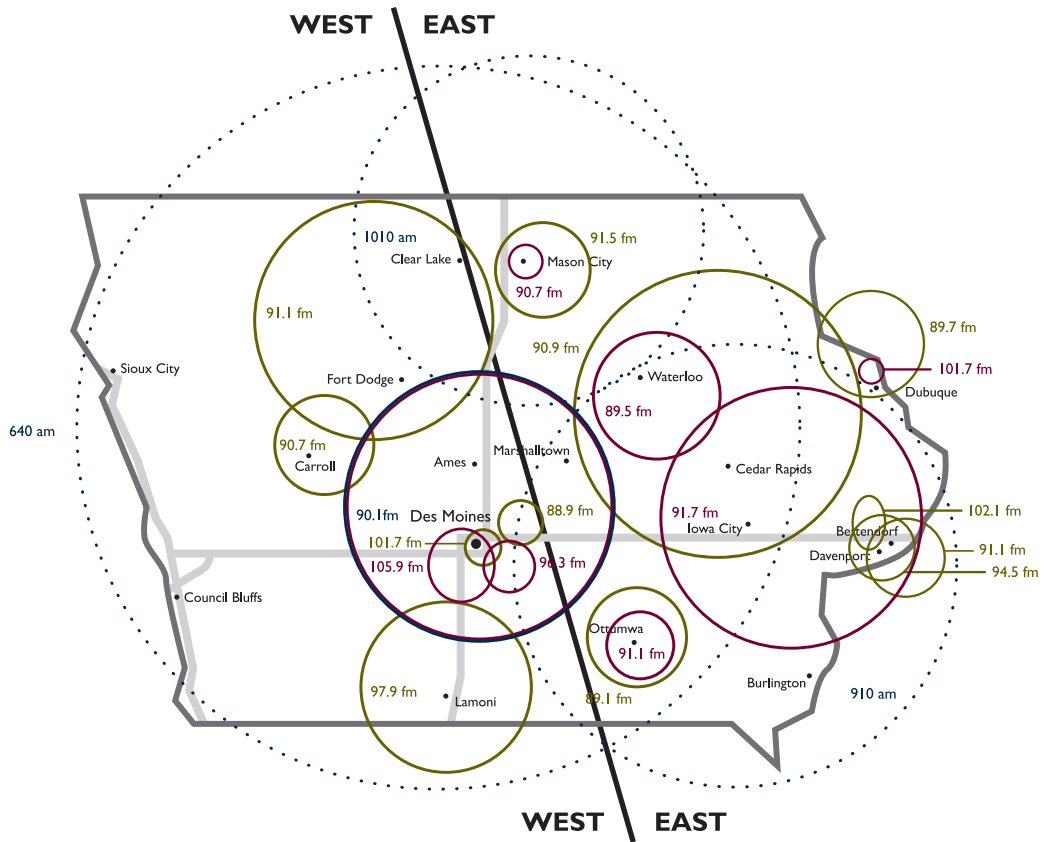 WEST EAST
1010 am
91.5 fm
Clear Lake
Mason City
90.7 fm
91.1 fm
89.7 fm
90.9 fm
Sioux City
101.7 fm
Fort Dodge
Waterloo
Dubuque
89.5 fm
640 am
90.7 fm
Carroll
Ames
Marshalltown
Cedar Rapids
90.1fm
Des Moines
88.9 fm
91.7 fm
Iowa City
102.1 fm
Bettendorf
101.7 fm
Davenport
91.1 fm
105.9 fm
96.3 fm
94.5 fm
Council Bluffs
Ottumwa
91.1 fm
Burlington
97.9 fm
Lamoni
89.1 fm
910 am
WEST EAST